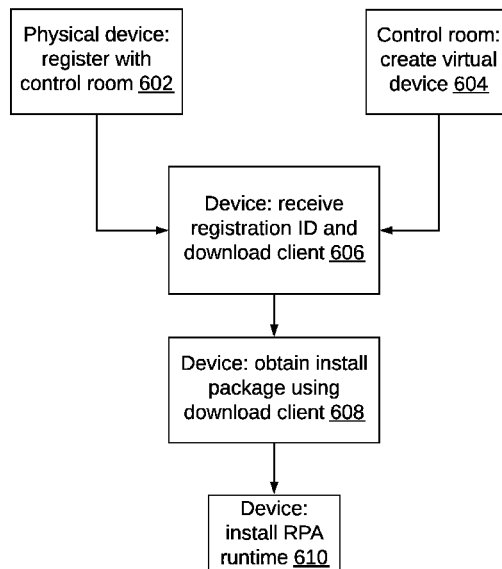 Physical device:
register with
control room 602
Control room:
create virtual
device 604
Device: receive
registration ID and
download client 606
Device: obtain install
package using
download client 608
Device:
install RPA
runtime 610